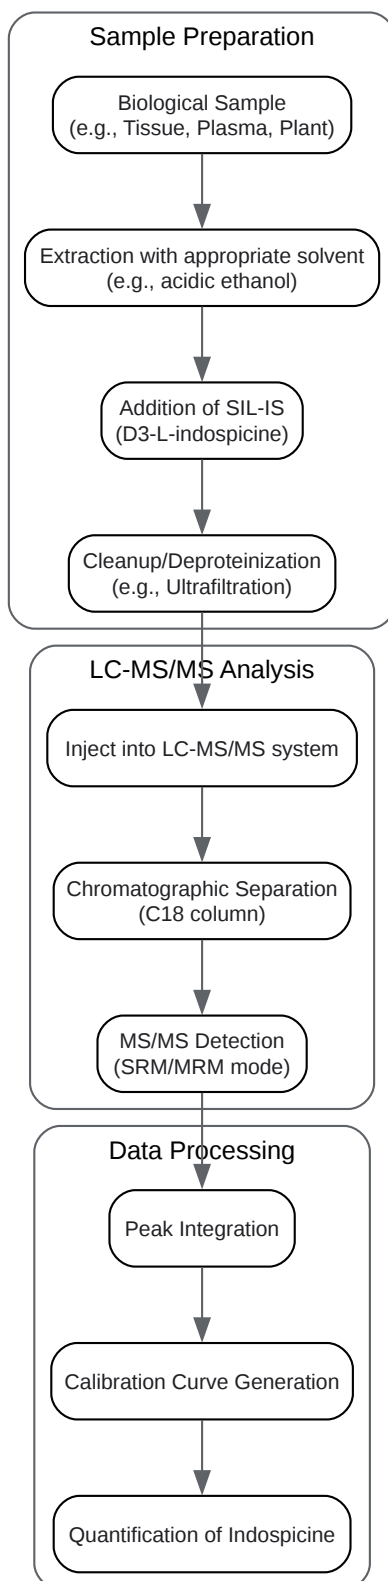 Sample Preparation
Biological Sample
(e.g., Tissue, Plasma, Plant)
Extraction with appropriate solvent
(e.g., acidic ethanol)
Addition of SIL-IS
(D3-L-indospicine)
Cleanup/Deproteinization
(e.g., Ultrafiltration)
LC-MS/MS Analysis
Inject into LC-MS/MS system
Chromatographic Separation
(C18 column)
MS/MS Detection
(SRM/MRM mode)
Data Processing
Peak Integration
Calibration Curve Generation
Quantification of Indospicine